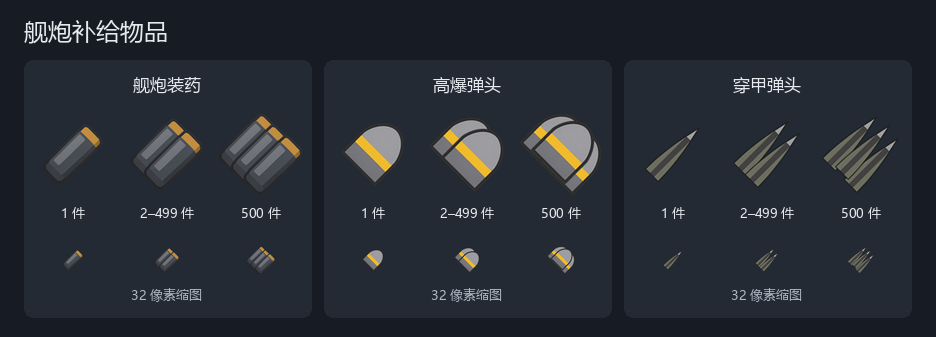 舰炮补给物品
舰炮装药
1 件
2–499 件
500 件
32 像素缩图
高爆弹头
1 件
2–499 件
500 件
32 像素缩图
穿甲弹头
1 件
2–499 件
500 件
32 像素缩图